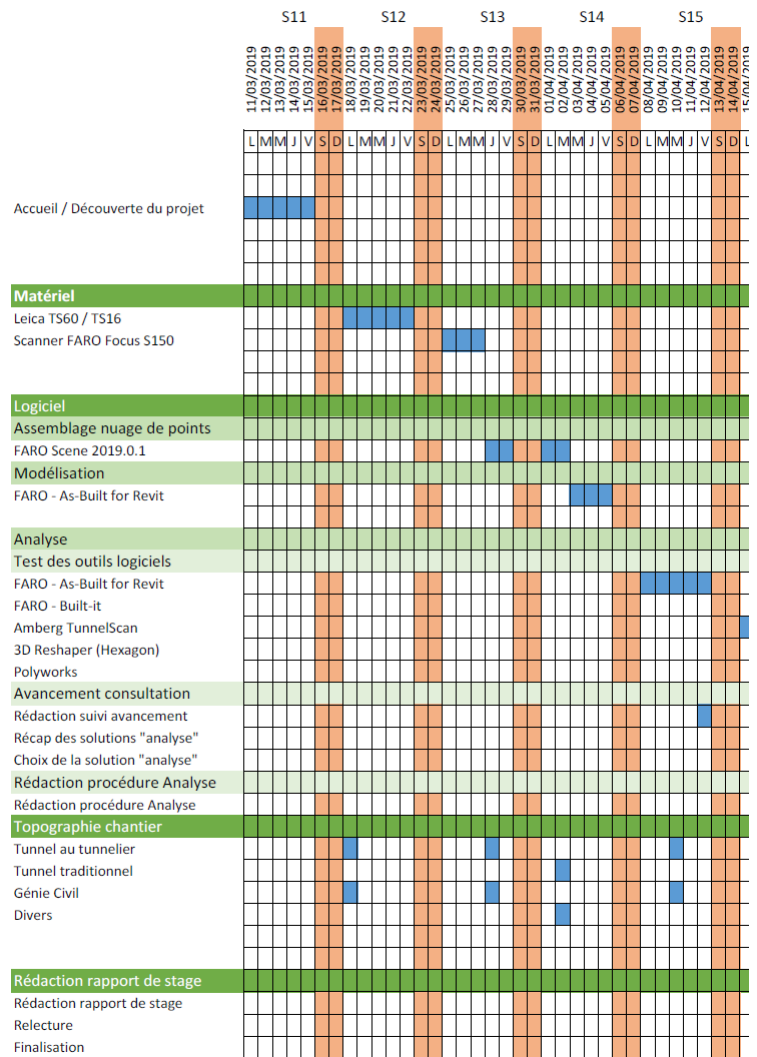 S11 S12 S13 S14 S15
11/03/2019 12/03/2019 13/03/2019 14/03/2019 15/03/2019 16/03/2019 17/03/2019 18/03/2019 19/03/2019 20/03/2019 21/03/2019 22/03/2019 23/03/2019 24/03/2019 25/03/2019 26/03/2019 27/03/2019 28/03/2019 29/03/2019 30/03/2019 31/03/2019 01/04/2019 02/04/2019 03/04/2019 04/04/2019 05/04/2019 06/04/2019 07/04/2019 08/04/2019 09/04/2019 10/04/2019 11/04/2019 12/04/2019 13/04/2019 14/04/2019 15/04/2019
L M M J V S D L M M J V S D L M M J V S D L M M J V S D L M M J V S D L
Accueil / Découverte du projet
Matériel
Leica TS60 / TS16
Scanner FARO Focus S150
Logiciel
Assemblage nuage de points
FARO Scene 2019.0.1
Modélisation
FARO - As-Built for Revit
Analyse
Test des outils logiciels
FARO - As-Built for Revit
FARO - Built-it
Amberg TunnelScan
3D Reshaper (Hexagon)
Polyworks
Avancement consultation
Rédaction suivi avancement
Récap des solutions "analyse"
Choix de la solution "analyse"
Rédaction procédure Analyse
Rédaction procédure Analyse
Topographie chantier
Tunnel au tunnelier
Tunnel traditionnel
Génie Civil
Divers
Rédaction rapport de stage
Rédaction rapport de stage
Relecture
Finalisation